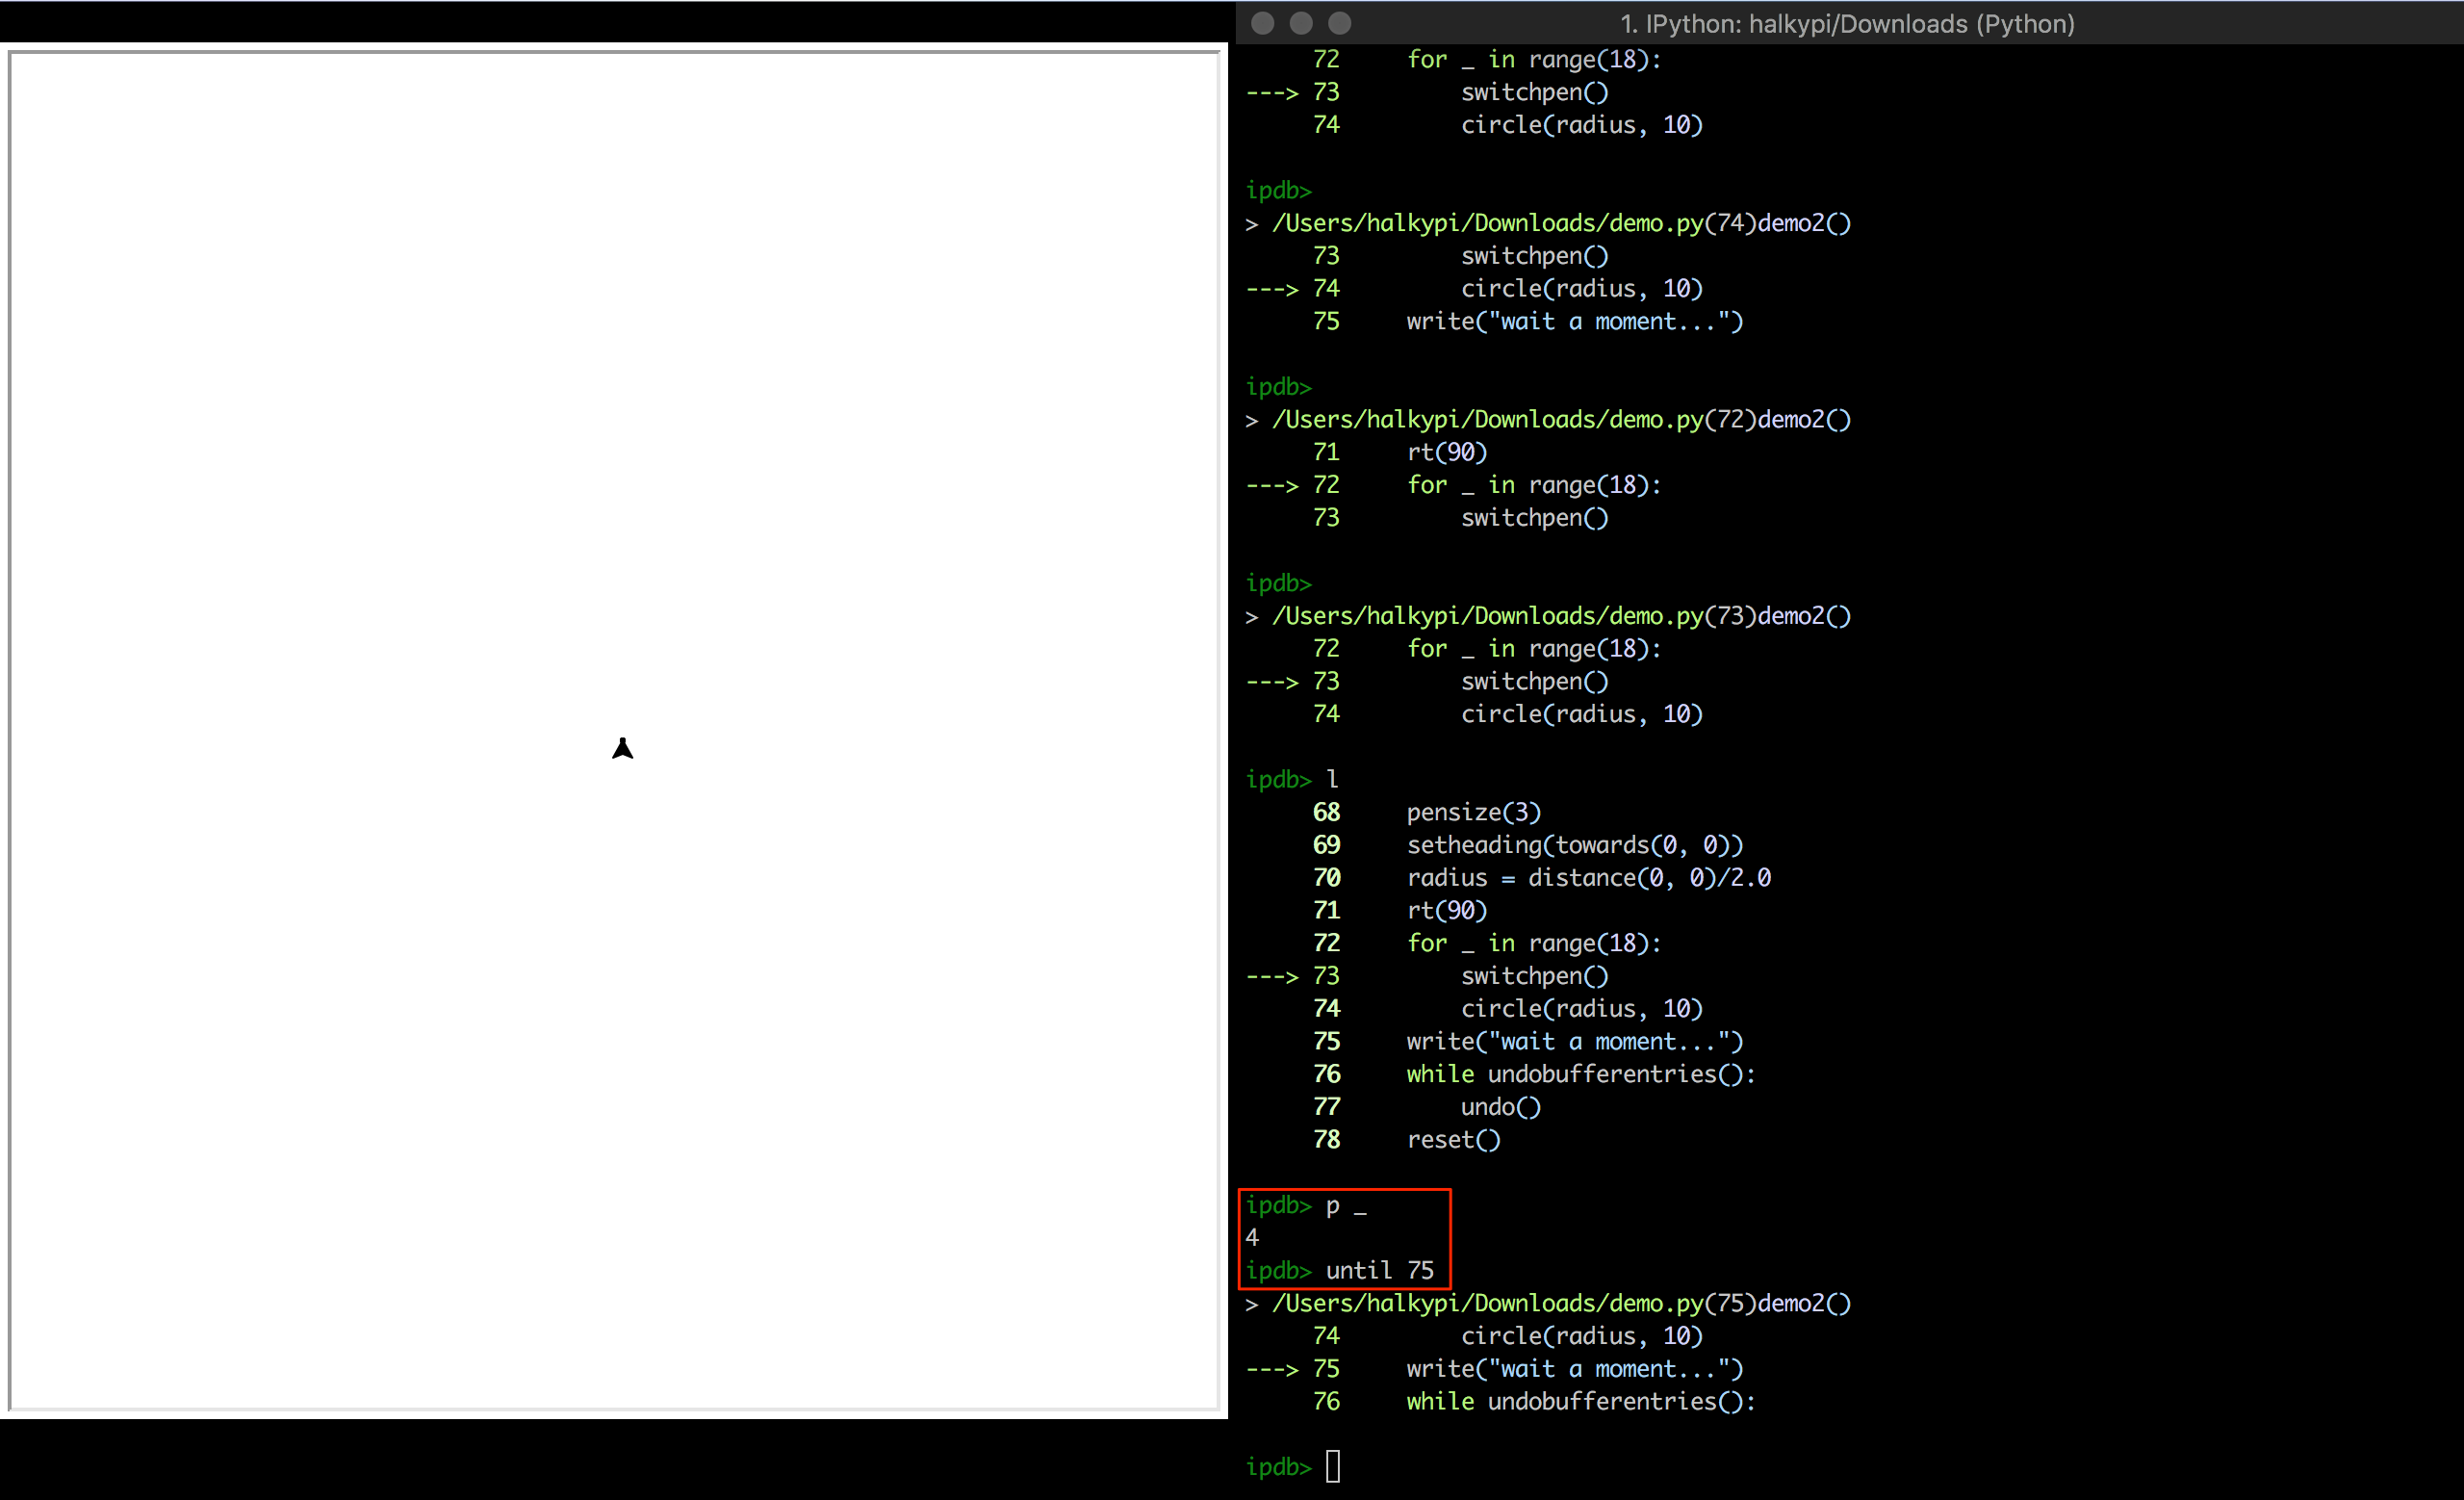 1. IPython: halkypi/Downloads (Python)
72     for _ in range(18):
---> 73         switchpen()
74         circle(radius, 10)
ipdb>
> /Users/halkypi/Downloads/demo.py(74)demo2()
73         switchpen()
---> 74         circle(radius, 10)
75     write("wait a moment...")
ipdb>
> /Users/halkypi/Downloads/demo.py(72)demo2()
71     rt(90)
---> 72     for _ in range(18):
73         switchpen()
ipdb>
> /Users/halkypi/Downloads/demo.py(73)demo2()
72     for _ in range(18):
---> 73         switchpen()
74         circle(radius, 10)
ipdb> l
68     pensize(3)
69     setheading(towards(0, 0))
70     radius = distance(0, 0)/2.0
71     rt(90)
72     for _ in range(18):
---> 73         switchpen()
74         circle(radius, 10)
75     write("wait a moment...")
76     while undobufferentries():
77         undo()
78     reset()
ipdb> p _
4
ipdb> until 75
> /Users/halkypi/Downloads/demo.py(75)demo2()
74         circle(radius, 10)
---> 75     write("wait a moment...")
76     while undobufferentries():
ipdb>